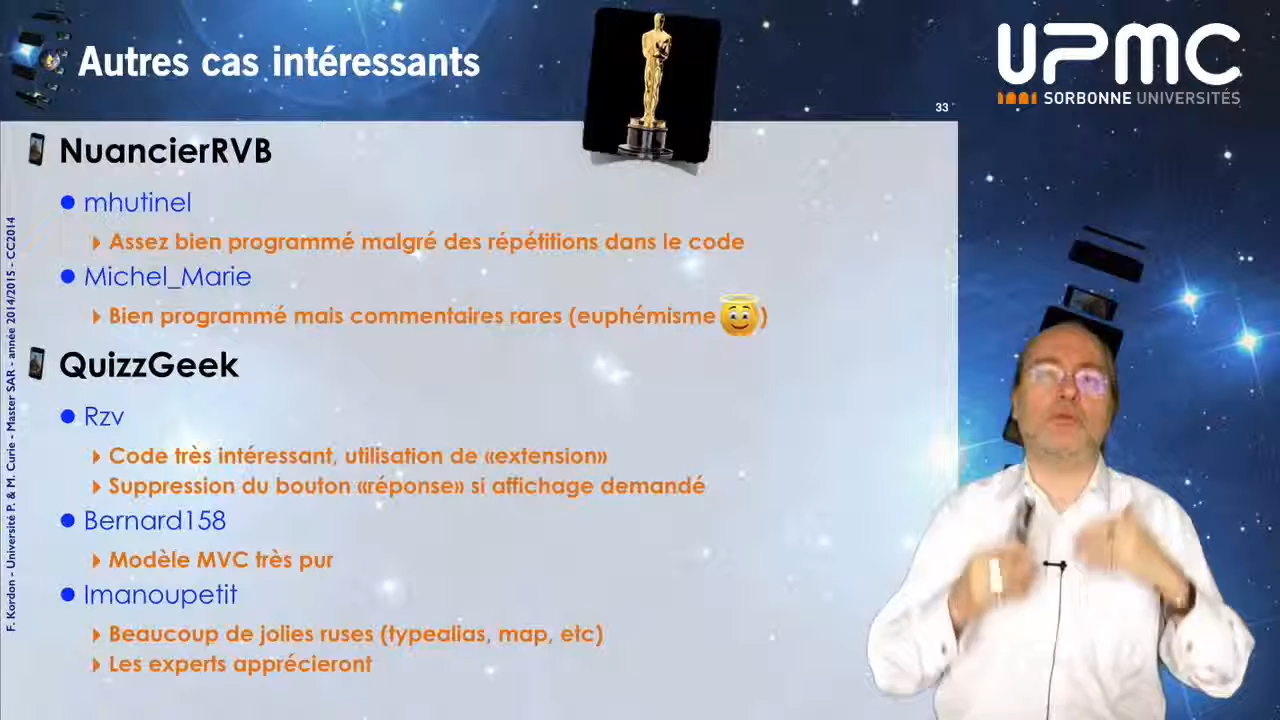 Autres cas intéressants
UPMC
SORBONNE UNIVERSITÉS
33
NuancierRVB
mhutinel
Assez bien programmé malgré des répétitions dans le code
Michel_Marie
Bien programmé mais commentaires rares (euphémisme 😇)
QuizzGeek
Rzv
Code très intéressant, utilisation de «extension»
Suppression du bouton «réponse» si affichage demandé
Bernard158
Modèle MVC très pur
Imanoupetit
Beaucoup de jolies ruses (typealias, map, etc)
Les experts apprécieront
F. Kordon - Université P. & M. Curie - Master SAR - année 2014/2015 - CC2014